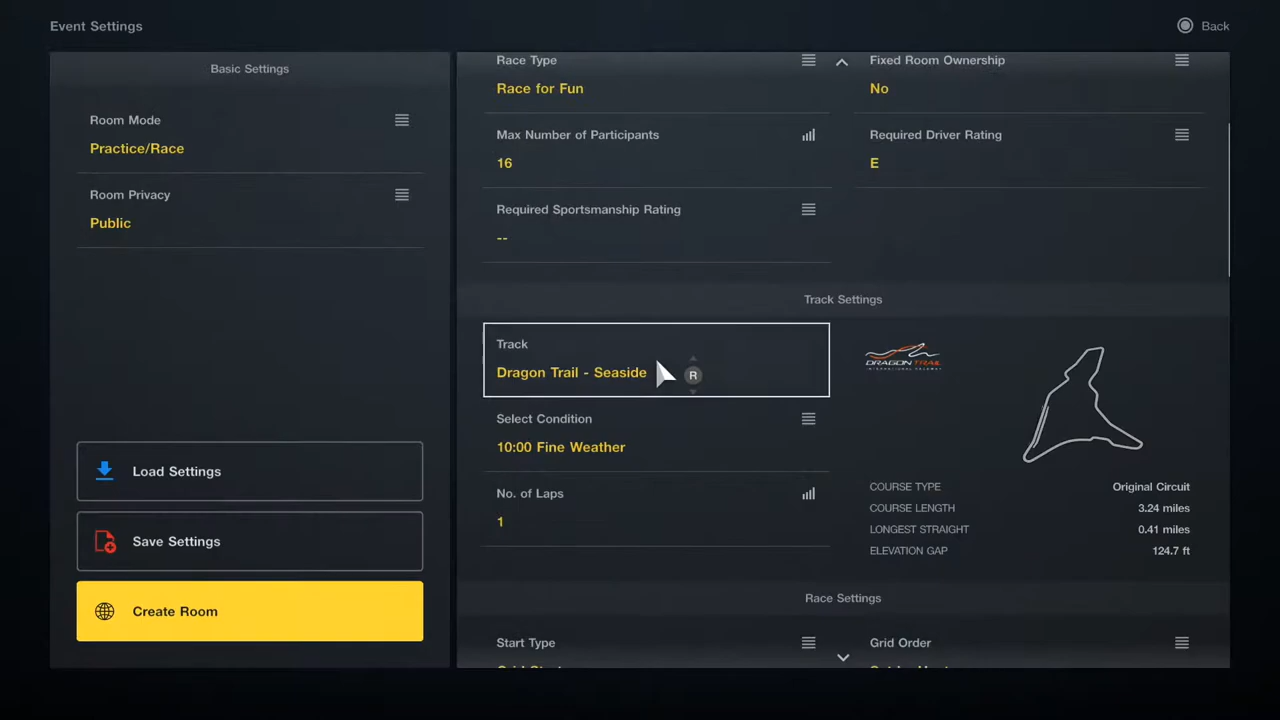 Event Settings
Back
Basic Settings
Room Mode
Practice/Race
Room Privacy
Public
Load Settings
Save Settings
Create Room
Race Type
Race for Fun
Fixed Room Ownership
No
Max Number of Participants
16
Required Driver Rating
E
Required Sportsmanship Rating
--
Track Settings
Track
Dragon Trail - Seaside
R
Select Condition
10:00 Fine Weather
No. of Laps
1
DRAGON TRAIL
COURSE TYPE Original Circuit
COURSE LENGTH 3.24 miles
LONGEST STRAIGHT 0.41 miles
ELEVATION GAP 124.7 ft
Race Settings
Start Type
Grid Order